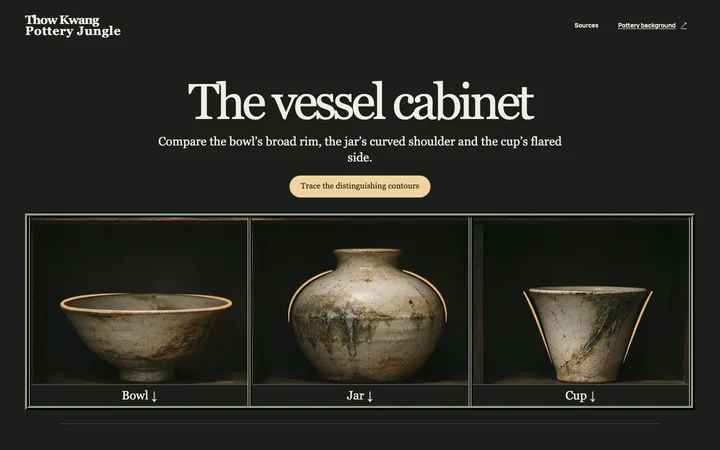 Thow Kwang
Pottery Jungle
Sources
Pottery background ↗
The vessel cabinet
Compare the bowl’s broad rim, the jar’s curved shoulder and the cup’s flared
side.
Trace the distinguishing contours
Bowl ↓
Jar ↓
Cup ↓